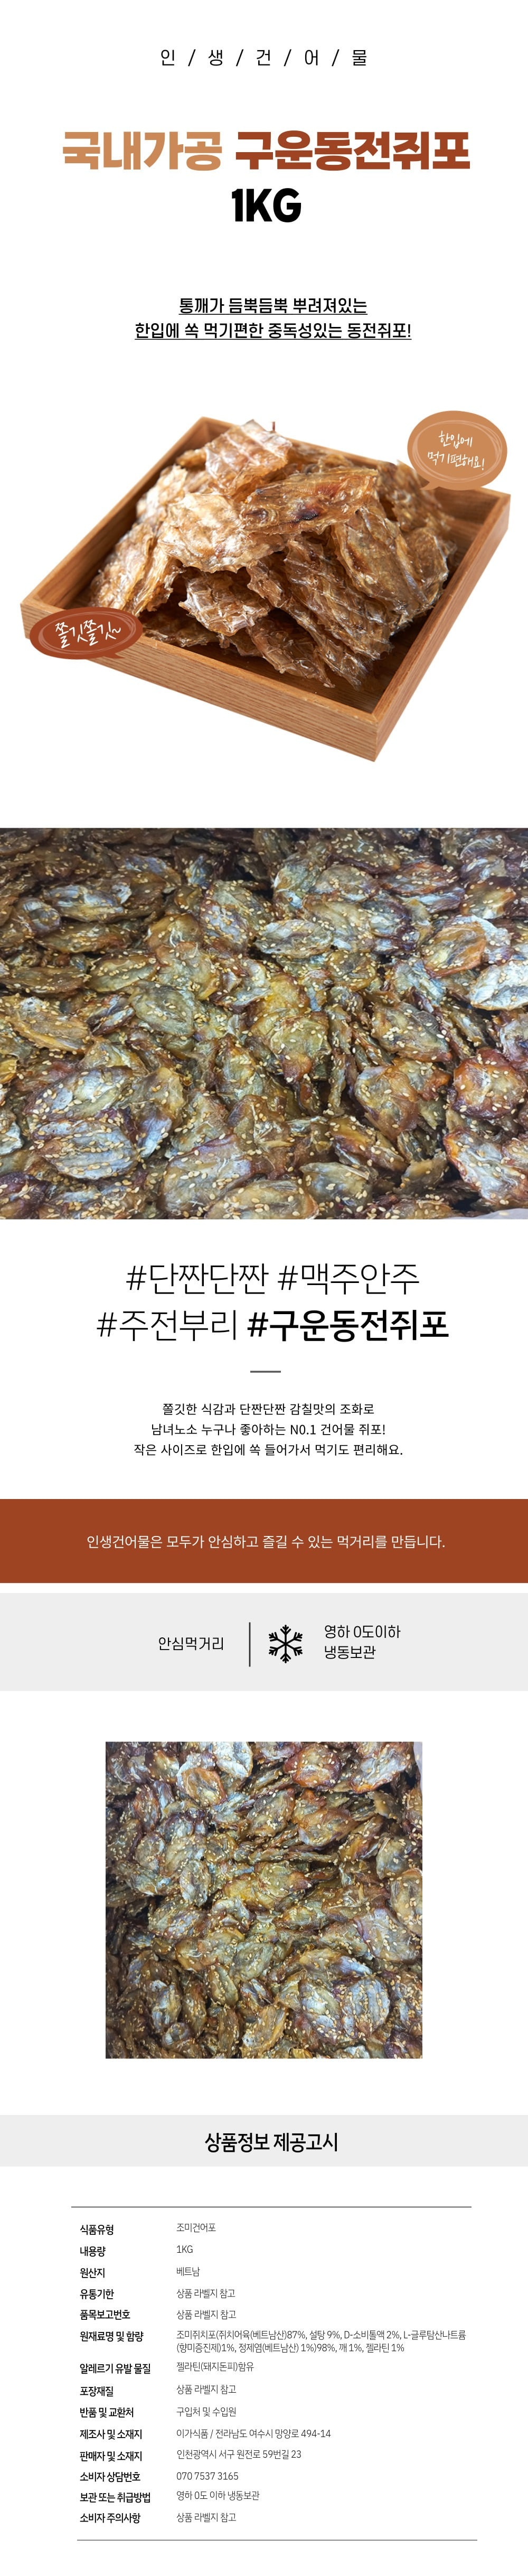 인 / 생 / 건 / 어 / 물
국내가공 구운동전쥐포
1KG
통깨가 듬뿍듬뿍 뿌려져있는
한입에 쏙 먹기편한 중독성있는 동전쥐포!
한입에
먹기편해요!
쫄깃쫄깃~
#단짠단짠 #맥주안주
#주전부리 #구운동전쥐포
쫄깃한 식감과 단짠단짠 감칠맛의 조화로
남녀노소 누구나 좋아하는 N0.1 건어물 쥐포!
작은 사이즈로 한입에 쏙 들어가서 먹기도 편리해요.
인생건어물은 모두가 안심하고 즐길 수 있는 먹거리를 만듭니다.
안심먹거리
영하 0도이하
냉동보관
상품정보 제공고시
식품유형 조미건어포
내용량 1KG
원산지 베트남
유통기한 상품 라벨지 참고
품목보고번호 상품 라벨지 참고
원재료명 및 함량 조미쥐치포(쥐치어육(베트남산)87%, 설탕 9%, D-소비톨액 2%, L-글루탐산나트륨
(향미증진제)1%, 정제염(베트남산) 1%)98%, 깨 1%, 젤라틴 1%
알레르기 유발 물질 젤라틴(돼지돈피)함유
포장재질 상품 라벨지 참고
반품 및 교환처 구입처 및 수입원
제조사 및 소재지 이가식품 / 전라남도 여수시 망양로 494-14
판매자 및 소재지 인천광역시 서구 원전로 59번길 23
소비자 상담번호 070 7537 3165
보관 또는 취급방법 영하 0도 이하 냉동보관
소비자 주의사항 상품 라벨지 참고